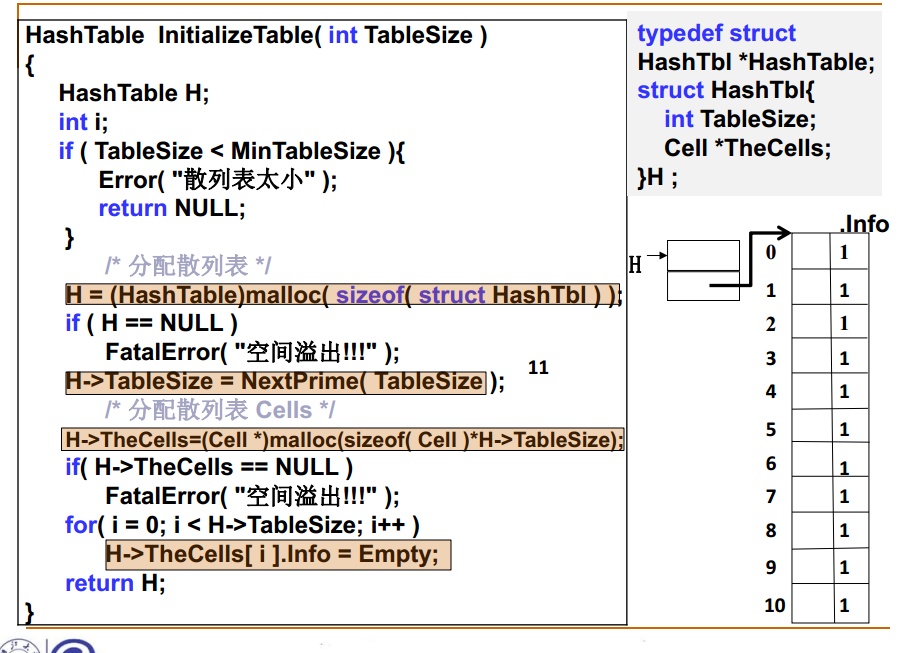 HashTable InitializeTable( int TableSize )
{
HashTable H;
int i;
if ( TableSize < MinTableSize ){
Error( "散列表太小" );
return NULL;
}
/* 分配散列表 */
H = (HashTable)malloc( sizeof( struct HashTbl ) );
if ( H == NULL )
FatalError( "空间溢出!!!" );
H->TableSize = NextPrime( TableSize );
11
/* 分配散列表 Cells */
H->TheCells=(Cell *)malloc(sizeof( Cell )*H->TableSize);
if( H->TheCells == NULL )
FatalError( "空间溢出!!!" );
for( i = 0; i < H->TableSize; i++ )
H->TheCells[ i ].Info = Empty;
return H;
}
typedef struct
HashTbl *HashTable;
struct HashTbl{
int TableSize;
Cell *TheCells;
}H ;
.Info
H
0 1
1 1
2 1
3 1
4 1
5 1
6 1
7 1
8 1
9 1
10 1